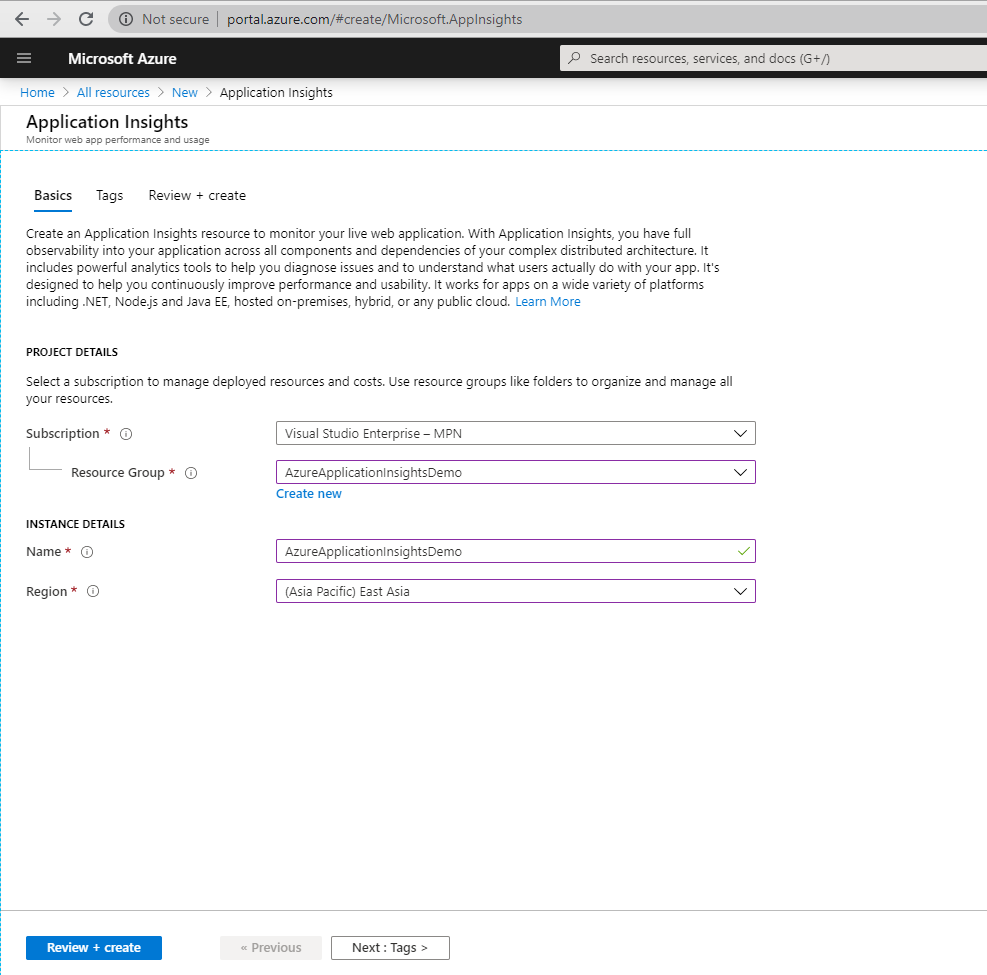 Not secure portal.azure.com/#create/Microsoft.AppInsights
Microsoft Azure Search resources, services, and docs (G+/)
Home > All resources > New > Application Insights
Application Insights
Monitor web app performance and usage
Basics Tags Review + create
Create an Application Insights resource to monitor your live web application. With Application Insights, you have full
observability into your application across all components and dependencies of your complex distributed architecture. It
includes powerful analytics tools to help you diagnose issues and to understand what users actually do with your app. It's
designed to help you continuously improve performance and usability. It works for apps on a wide variety of platforms
including .NET, Node.js and Java EE, hosted on-premises, hybrid, or any public cloud. Learn More
PROJECT DETAILS
Select a subscription to manage deployed resources and costs. Use resource groups like folders to organize and manage all
your resources.
Subscription * Visual Studio Enterprise – MPN
Resource Group * AzureApplicationInsightsDemo
Create new
INSTANCE DETAILS
Name * AzureApplicationInsightsDemo
Region * (Asia Pacific) East Asia
Review + create « Previous Next : Tags >